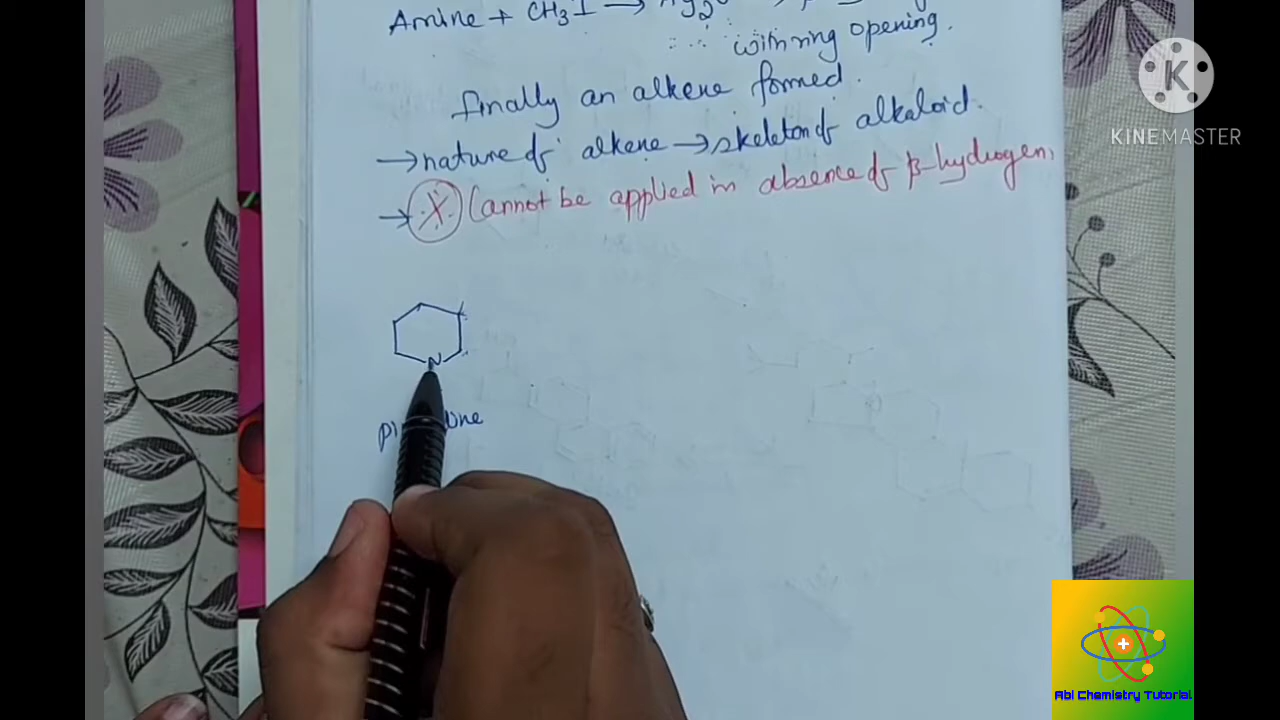 Amine + CH3I →
with ring opening.
finally an alkene formed.
→ nature of alkene → skeleton of alkaloid.
→ X Cannot be applied in absence of β-hydrogen,
N
KINEMASTER
Abi Chemistry Tutorial